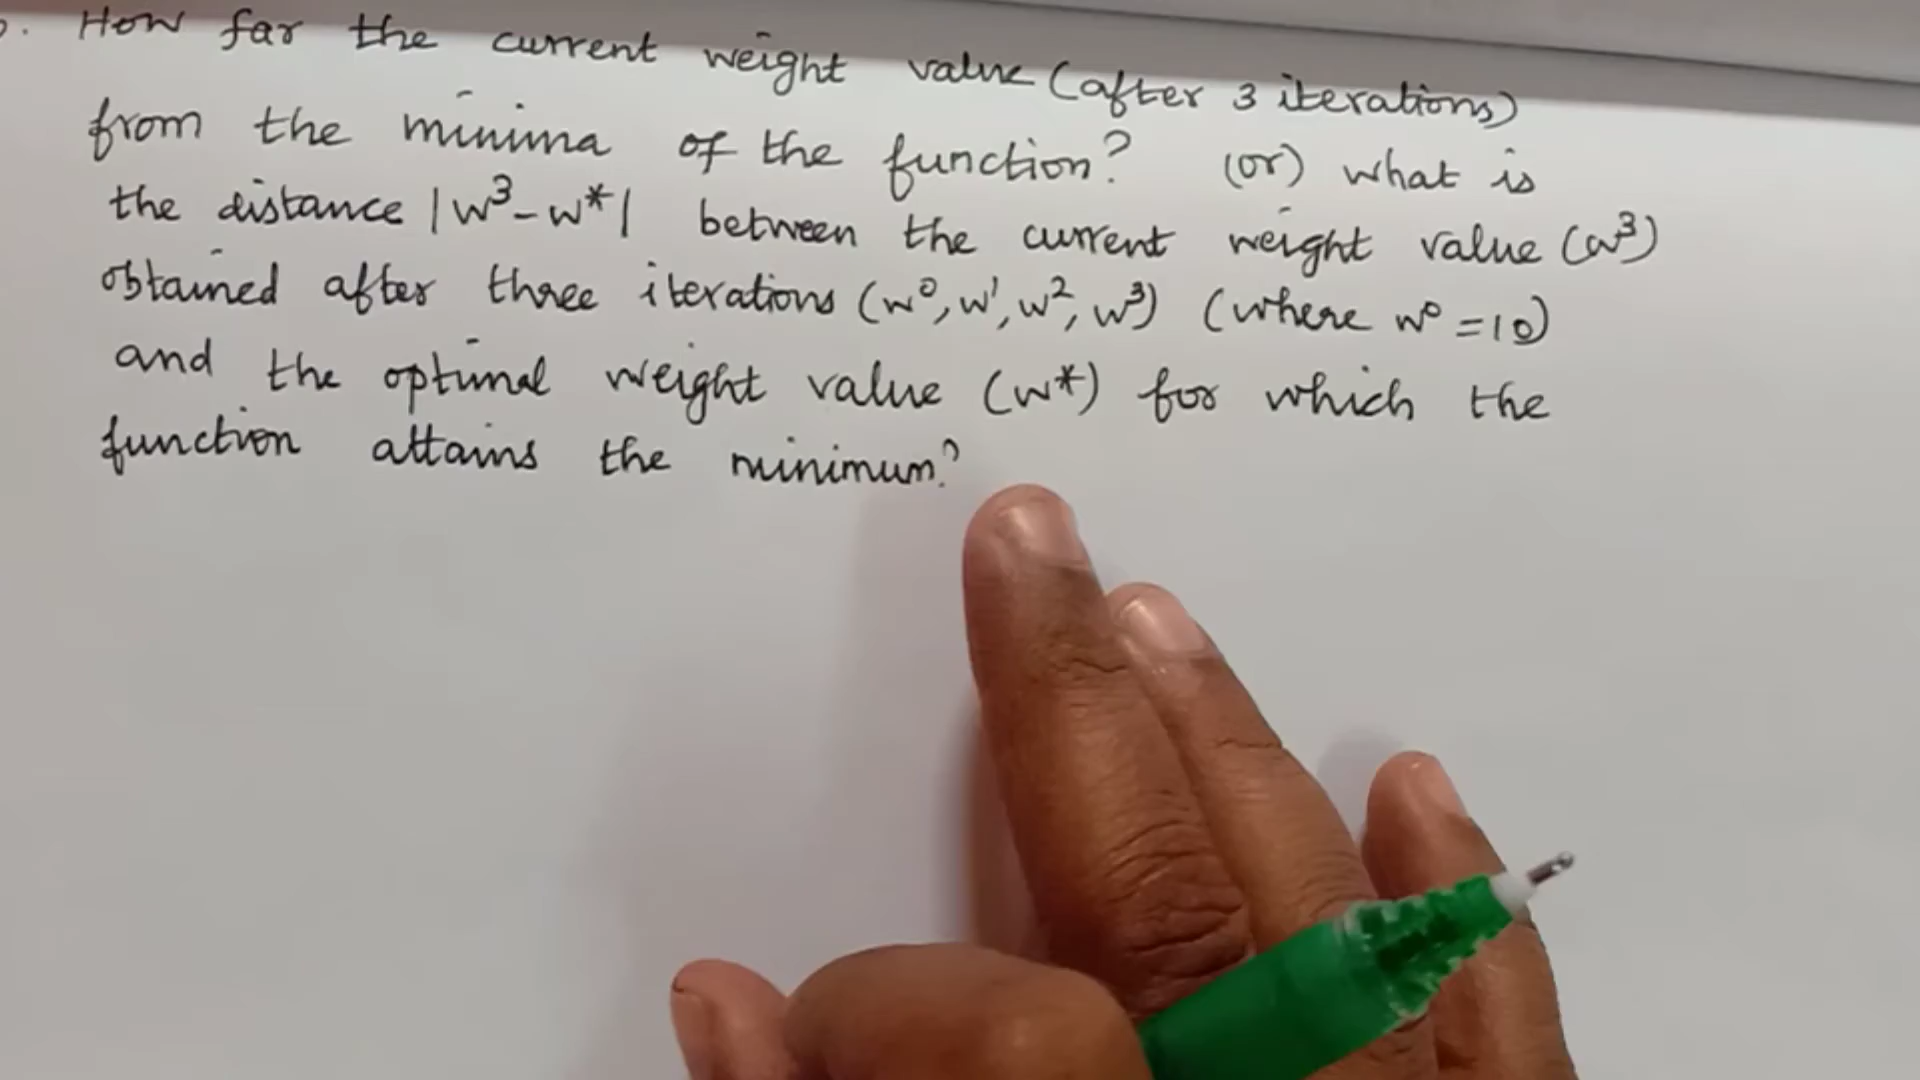 How far the current weight value (after 3 iterations)
from the minima of the function? (or) what is
the distance |w³-w*| between the current weight value (w³)
obtained after three iterations (w⁰, w¹, w², w³) (where w⁰ = 10)
and the optimal weight value (w*) for which the
function attains the minimum?